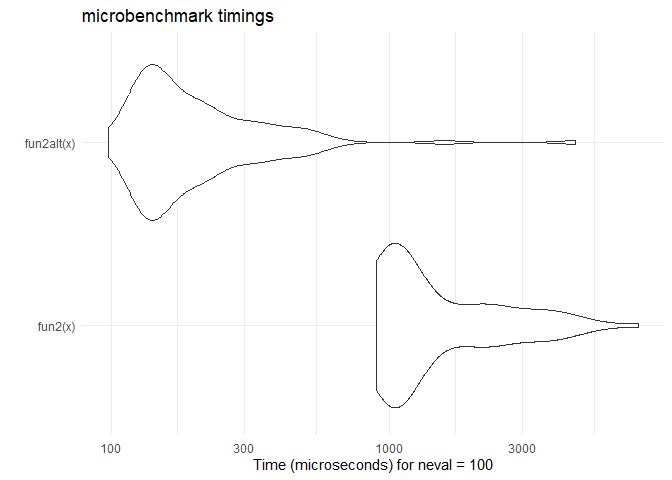 microbenchmark timings
fun2alt(x)
fun2(x)
100 300 1000 3000
Time (microseconds) for neval = 100